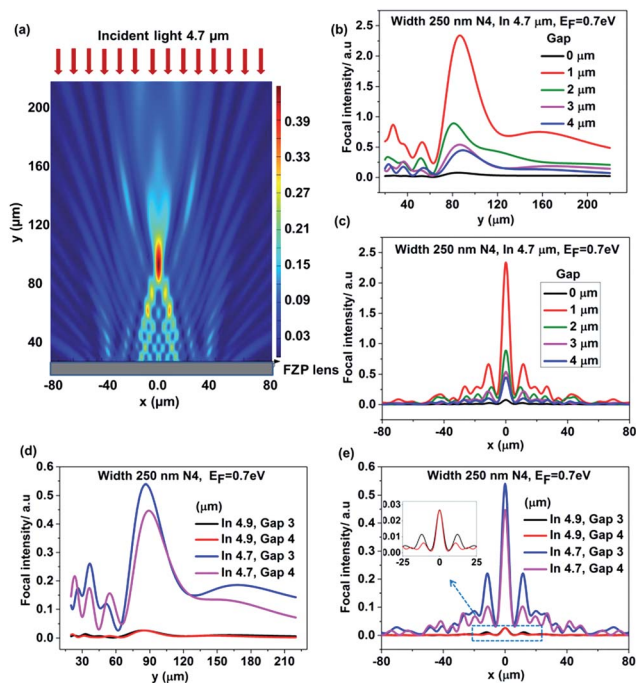 (a)
Incident light 4.7 μm
200
160
120
80
40
y (μm)
0.39
0.33
0.27
0.21
0.15
0.09
0.03
FZP lens
-80 -40 0.0 40 80
x (μm)
(b)
Width 250 nm N4, In 4.7 μm, EF=0.7eV
Gap
0 μm
1 μm
2 μm
3 μm
4 μm
Focal intensity/ a.u
2.5
2.0
1.5
1.0
0.5
0.0
40 80 120 160 200
y (μm)
(c)
Width 250 nm N4, In 4.7 μm, EF=0.7eV
Gap
0 μm
1 μm
2 μm
3 μm
4 μm
Focal intensity/ a.u
2.5
2.0
1.5
1.0
0.5
0.0
-80 -40 0 40 80
x (μm)
(d)
Width 250 nm N4, EF=0.7eV
(μm)
In 4.9, Gap 3
In 4.9, Gap 4
In 4.7, Gap 3
In 4.7, Gap 4
Focal intensity/ a.u
0.6
0.5
0.4
0.3
0.2
0.1
0.0
30 60 90 120 150 180 210
y (μm)
(e)
Width 250 nm N4, EF=0.7eV
(μm)
In 4.9, Gap 3
In 4.9, Gap 4
In 4.7, Gap 3
In 4.7, Gap 4
0.03
0.02
0.01
0.00
-25 0 25
Focal intensity/ a.u
0.6
0.5
0.4
0.3
0.2
0.1
0.0
-80 -40 0 40 80
x (μm)